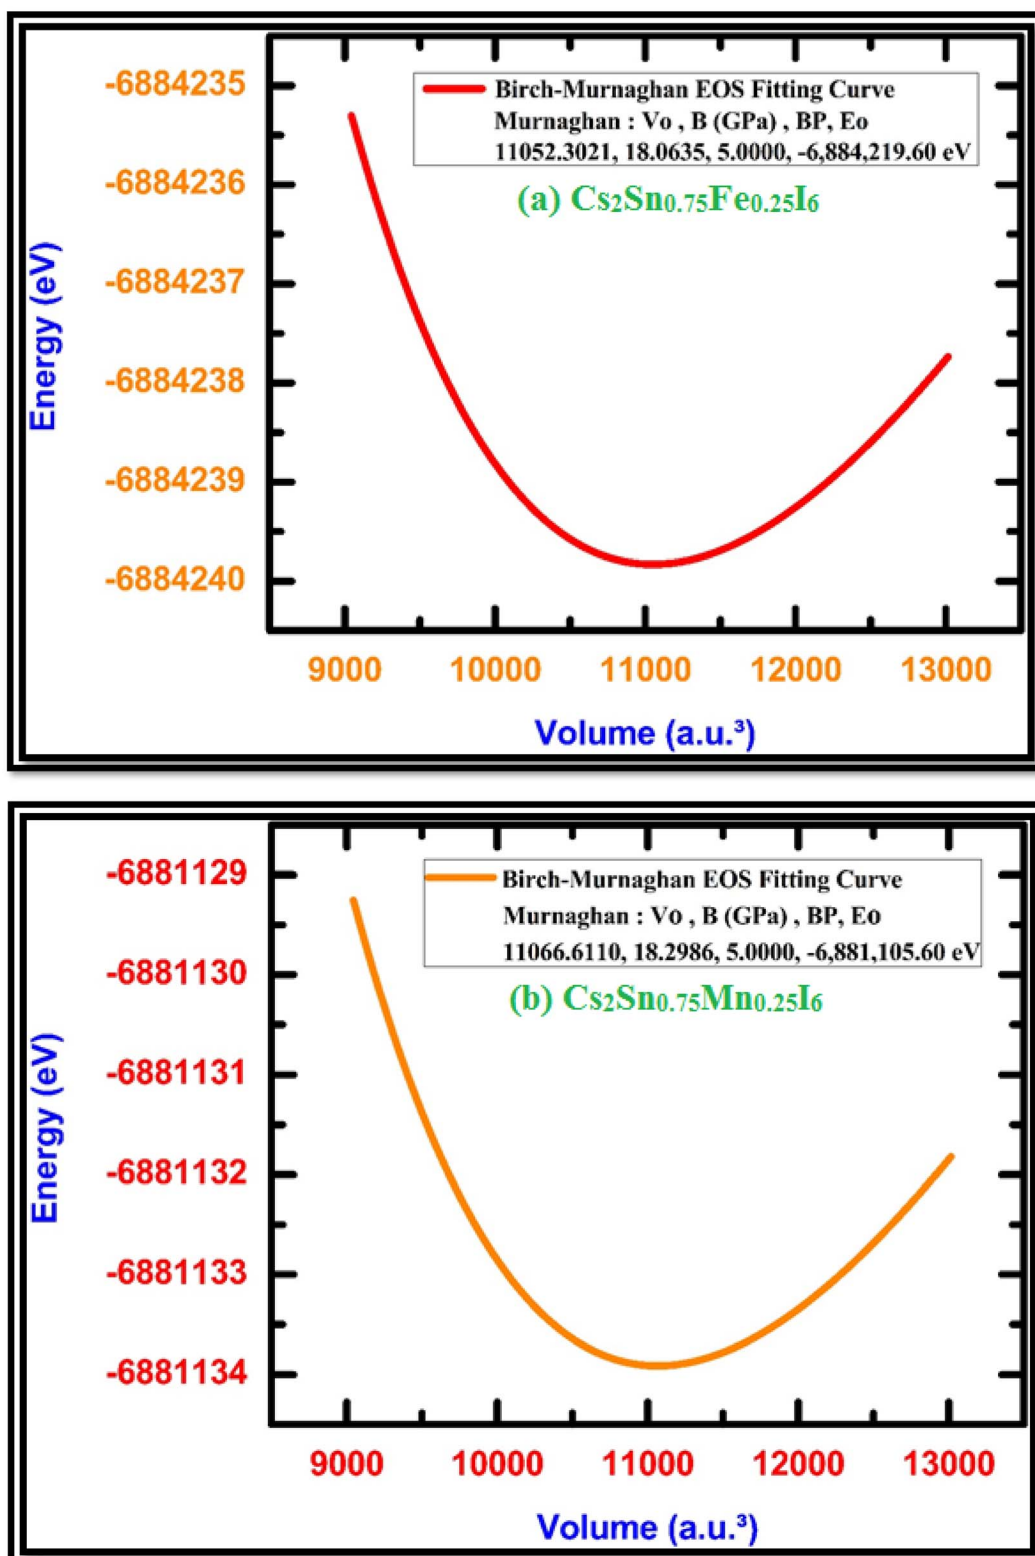 -6884235
-6884236
-6884237
-6884238
-6884239
-6884240
Energy (eV)
Birch-Murnaghan EOS Fitting Curve
Murnaghan : Vo , B (GPa) , BP, Eo
11052.3021, 18.0635, 5.0000, -6,884,219.60 eV
(a) Cs₂Sn₀.₇₅Fe₀.₂₅I₆
9000 10000 11000 12000 13000
Volume (a.u.³)
-6881129
-6881130
-6881131
-6881132
-6881133
-6881134
Energy (eV)
Birch-Murnaghan EOS Fitting Curve
Murnaghan : Vo , B (GPa) , BP, Eo
11066.6110, 18.2986, 5.0000, -6,881,105.60 eV
(b) Cs₂Sn₀.₇₅Mn₀.₂₅I₆
9000 10000 11000 12000 13000
Volume (a.u.³)